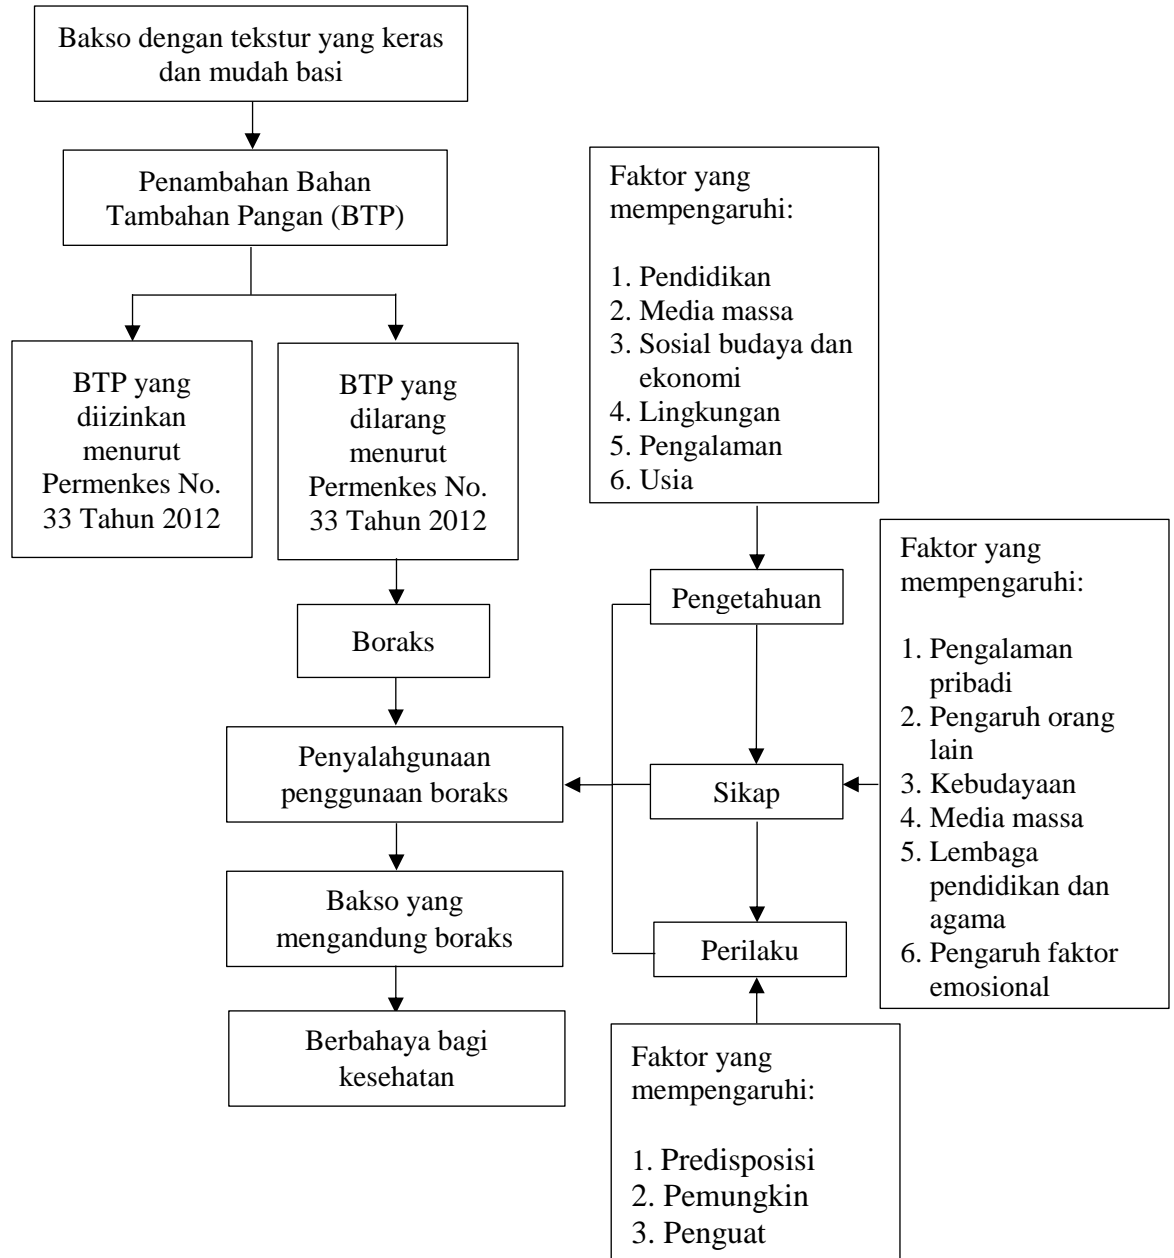 Bakso dengan tekstur yang keras
dan mudah basi
Penambahan Bahan
Tambahan Pangan (BTP)
BTP yang
diizinkan
menurut
Permenkes No.
33 Tahun 2012
BTP yang
dilarang
menurut
Permenkes No.
33 Tahun 2012
Boraks
Penyalahgunaan
penggunaan boraks
Bakso yang
mengandung boraks
Berbahaya bagi
kesehatan
Faktor yang
mempengaruhi:
1. Pendidikan
2. Media massa
3. Sosial budaya dan
ekonomi
4. Lingkungan
5. Pengalaman
6. Usia
Pengetahuan
Sikap
Perilaku
Faktor yang
mempengaruhi:
1. Pengalaman
pribadi
2. Pengaruh orang
lain
3. Kebudayaan
4. Media massa
5. Lembaga
pendidikan dan
agama
6. Pengaruh faktor
emosional
Faktor yang
mempengaruhi:
1. Predisposisi
2. Pemungkin
3. Penguat